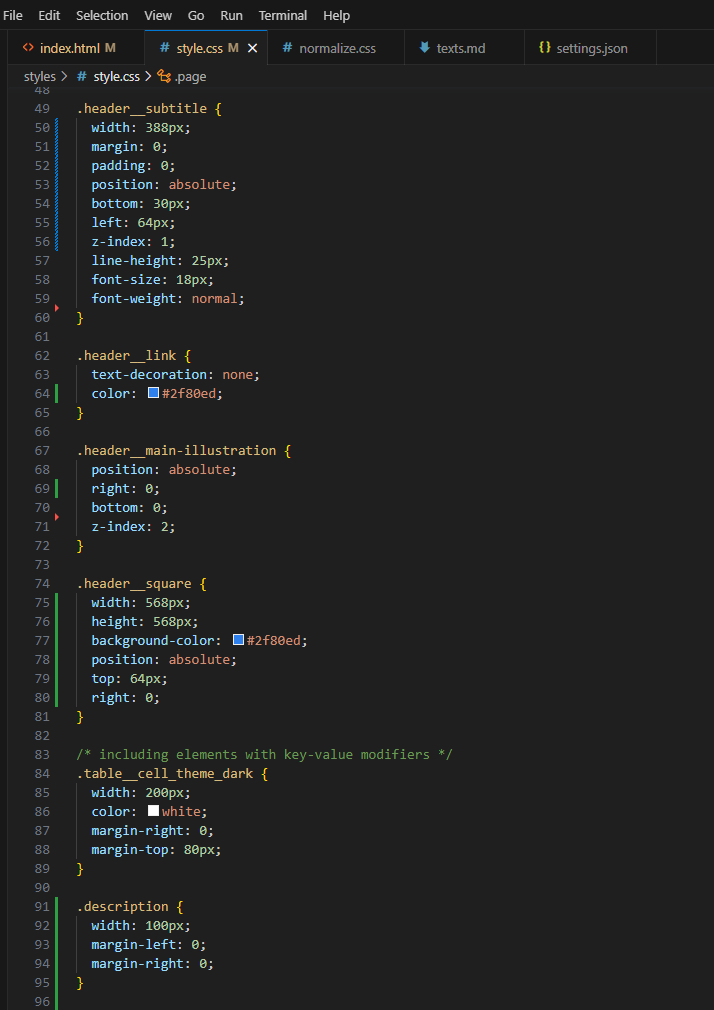 File Edit Selection View Go Run Terminal Help
<> index.html M # style.css M × # normalize.css texts.md {} settings.json
styles > # style.css > .page
48
49 .header__subtitle {
50 width: 388px;
51 margin: 0;
52 padding: 0;
53 position: absolute;
54 bottom: 30px;
55 left: 64px;
56 z-index: 1;
57 line-height: 25px;
58 font-size: 18px;
59 font-weight: normal;
60 }
61
62 .header__link {
63 text-decoration: none;
64 color: #2f80ed;
65 }
66
67 .header__main-illustration {
68 position: absolute;
69 right: 0;
70 bottom: 0;
71 z-index: 2;
72 }
73
74 .header__square {
75 width: 568px;
76 height: 568px;
77 background-color: #2f80ed;
78 position: absolute;
79 top: 64px;
80 right: 0;
81 }
82
83 /* including elements with key-value modifiers */
84 .table__cell_theme_dark {
85 width: 200px;
86 color: white;
87 margin-right: 0;
88 margin-top: 80px;
89 }
90
91 .description {
92 width: 100px;
93 margin-left: 0;
94 margin-right: 0;
95 }
96